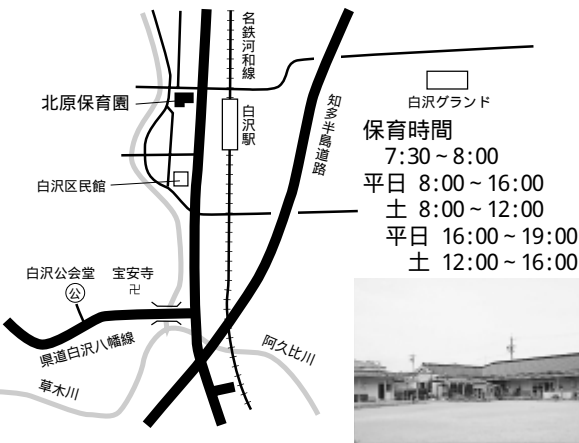 名鉄河和線
北原保育園
白沢駅
知多半島道路
白沢グランド
保育時間
7:30~8:00
平日 8:00~16:00
土 8:00~12:00
平日 16:00~19:00
土 12:00~16:00
白沢区民館
白沢公会堂
公
宝安寺
卍
県道白沢八幡線
阿久比川
草木川